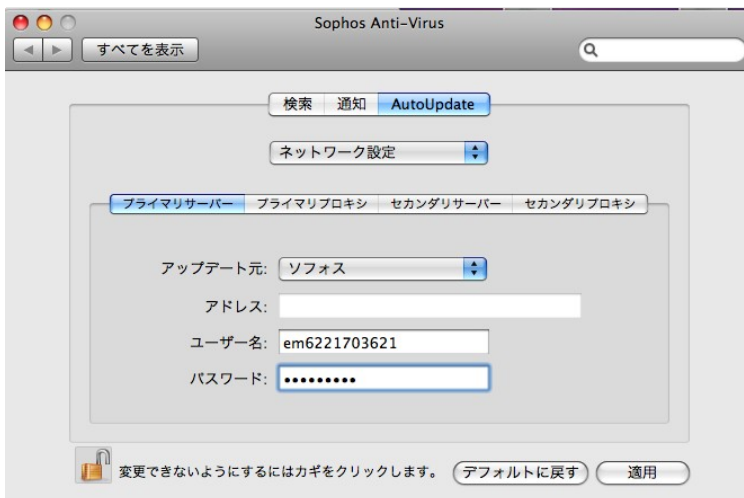 Sophos Anti-Virus
すべてを表示
検索 通知 AutoUpdate
ネットワーク設定
プライマリサーバー プライマリプロキシ セカンダリサーバー セカンダリプロキシ
アップデート元: ソフォス
アドレス:
ユーザー名: em6221703621
パスワード: •••••••••
変更できないようにするにはカギをクリックします。 デフォルトに戻す 適用